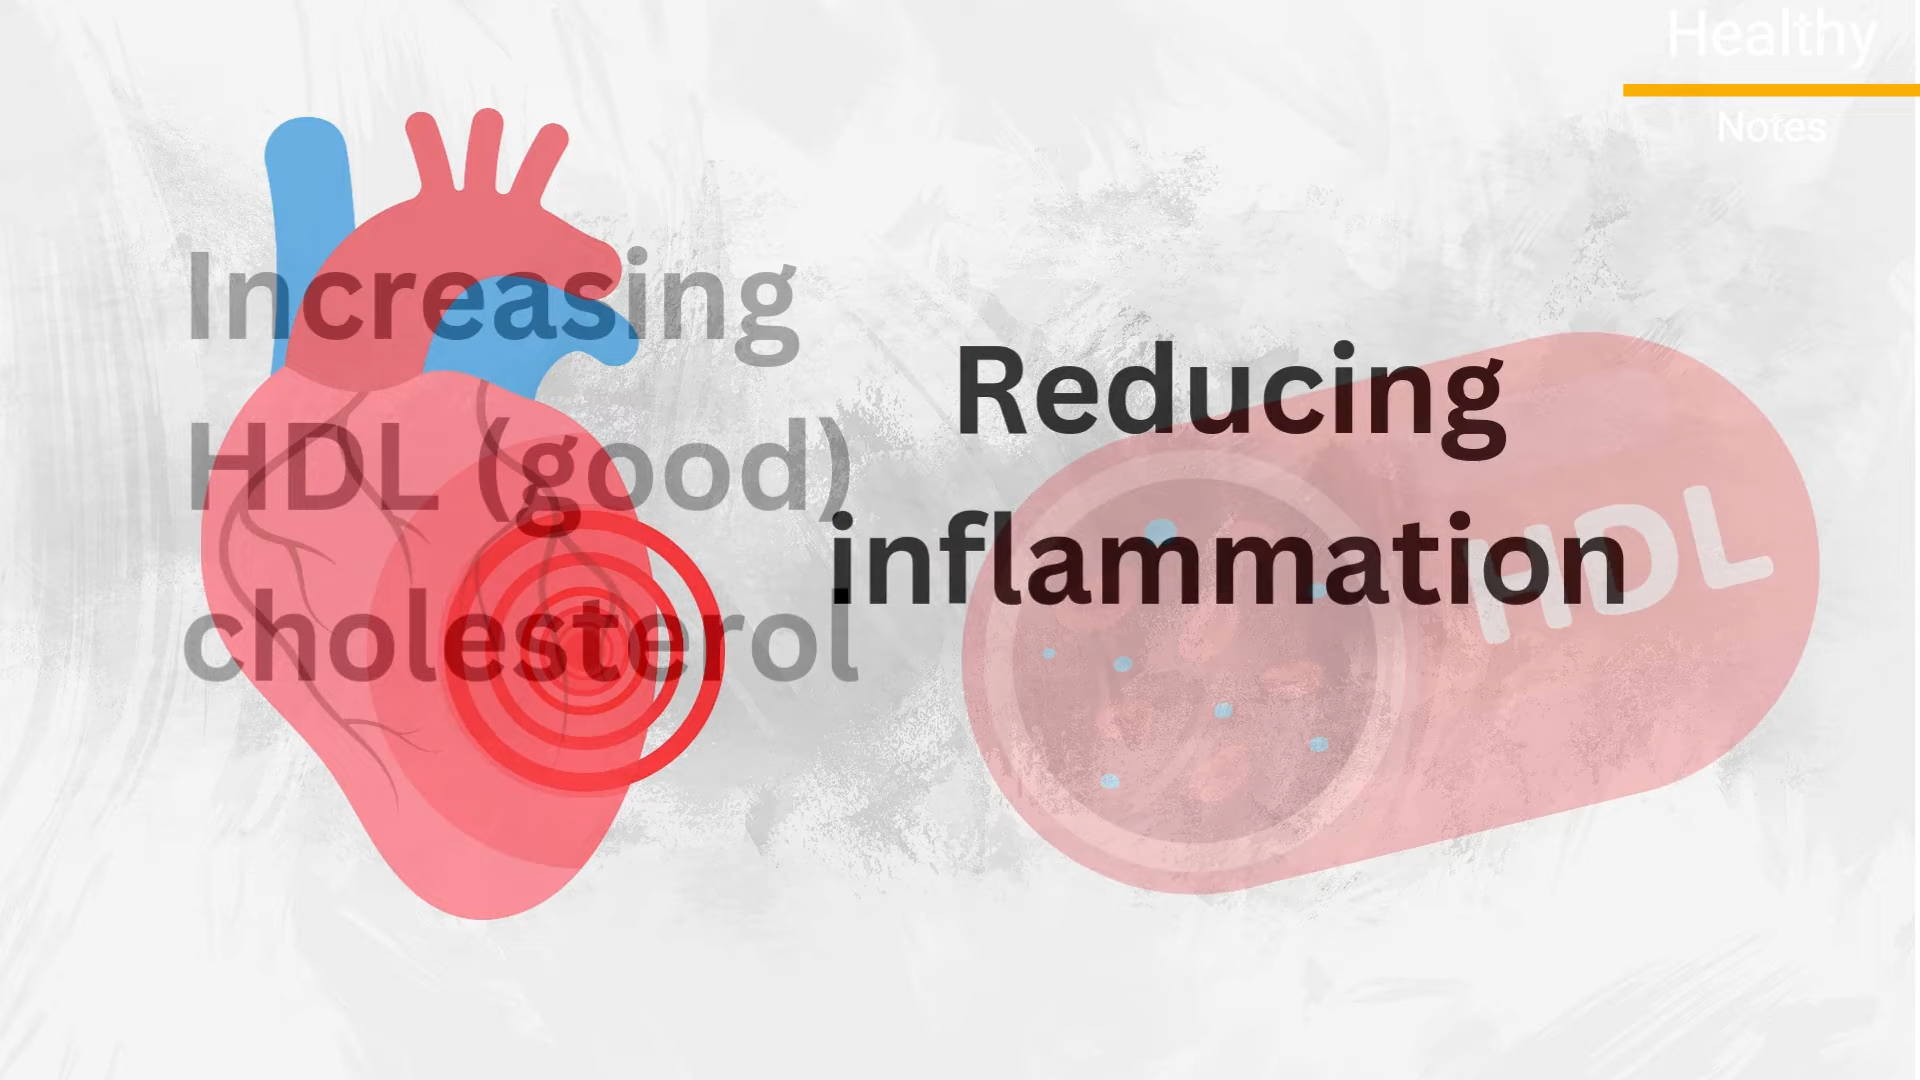 Healthy
Notes
Increasing
HDL (good)
cholesterol
Reducing
inflammation
HDL